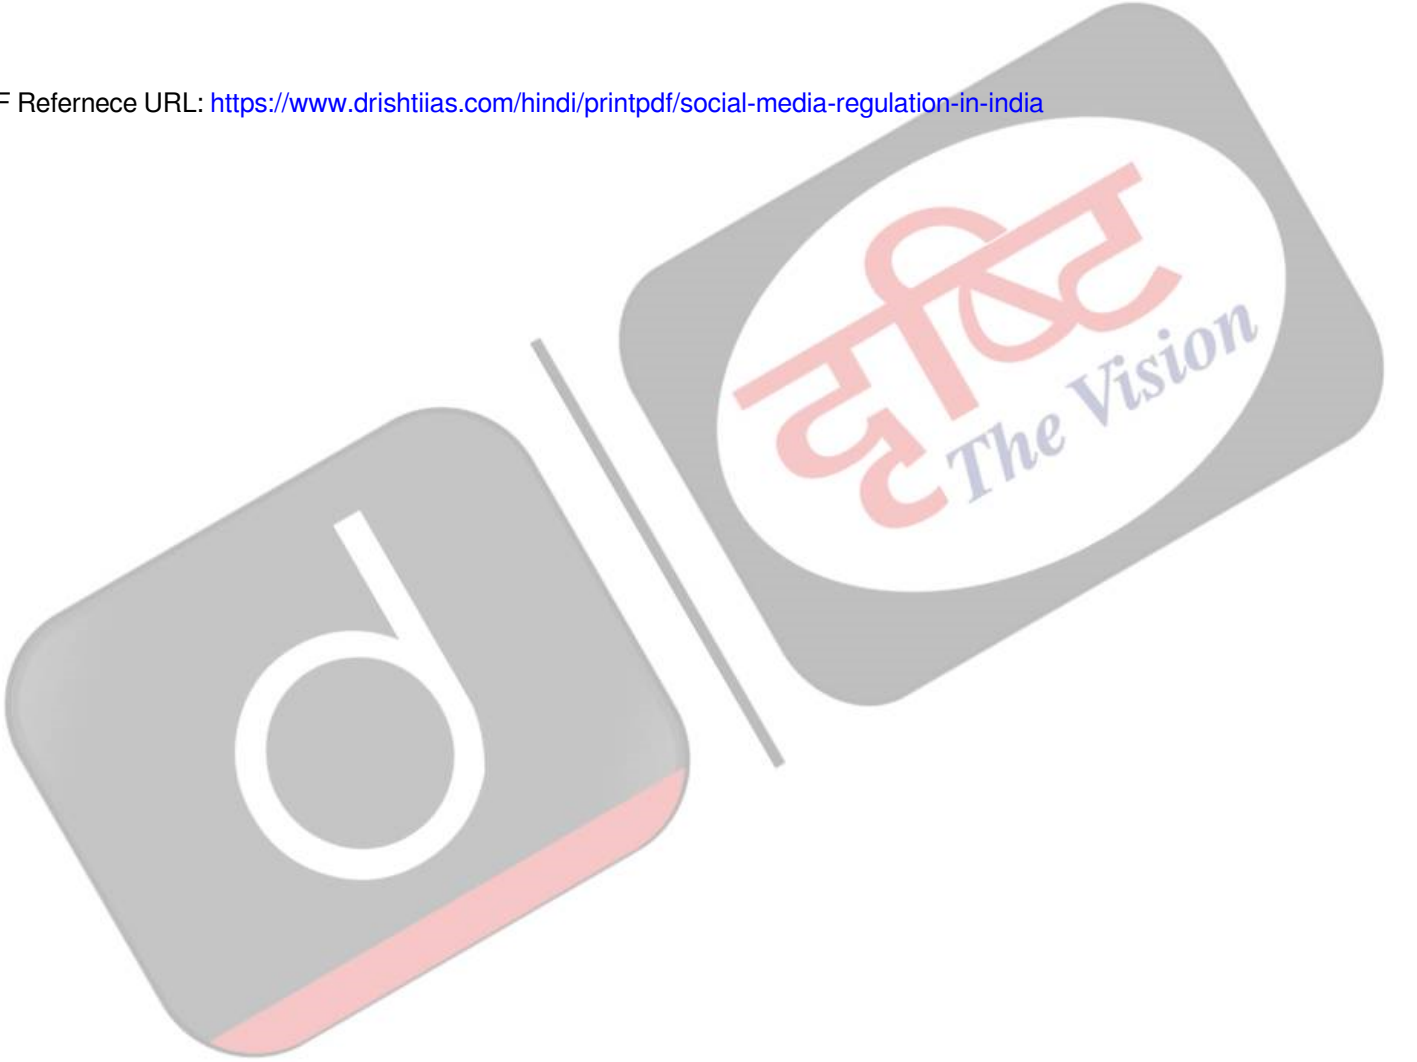 F Refernece URL: https://www.drishtiias.com/hindi/printpdf/social-media-regulation-in-india
दृष्टि
The Vision
d